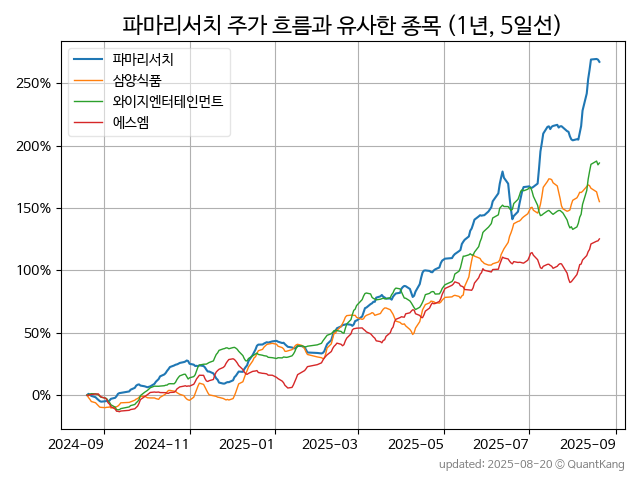 파마리서치 주가 흐름과 유사한 종목 (1년, 5일선)
파마리서치
삼양식품
와이지엔터테인먼트
에스엠
250%
200%
150%
100%
50%
0%
2024-09 2024-11 2025-01 2025-03 2025-05 2025-07 2025-09
updated: 2025-08-20 © QuantKang